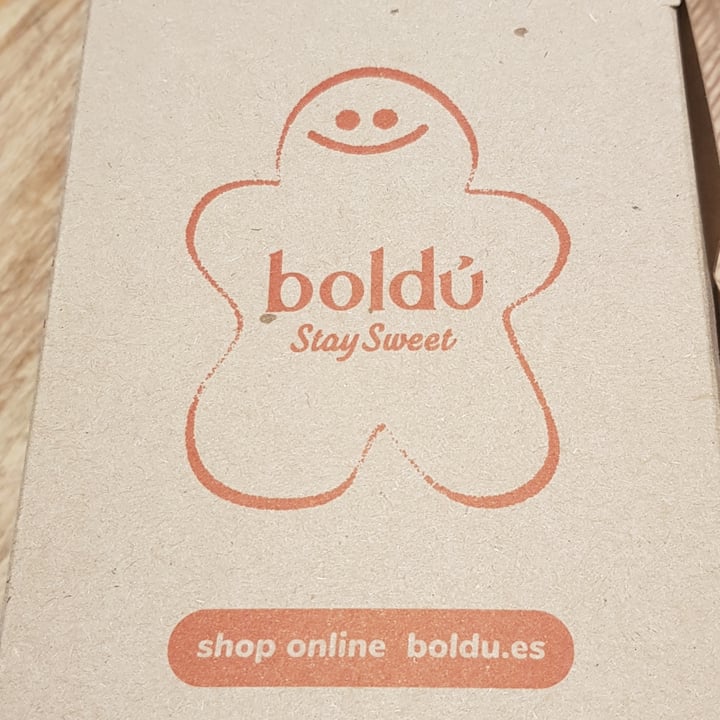 boldú
Stay Sweet
shop online boldu.es